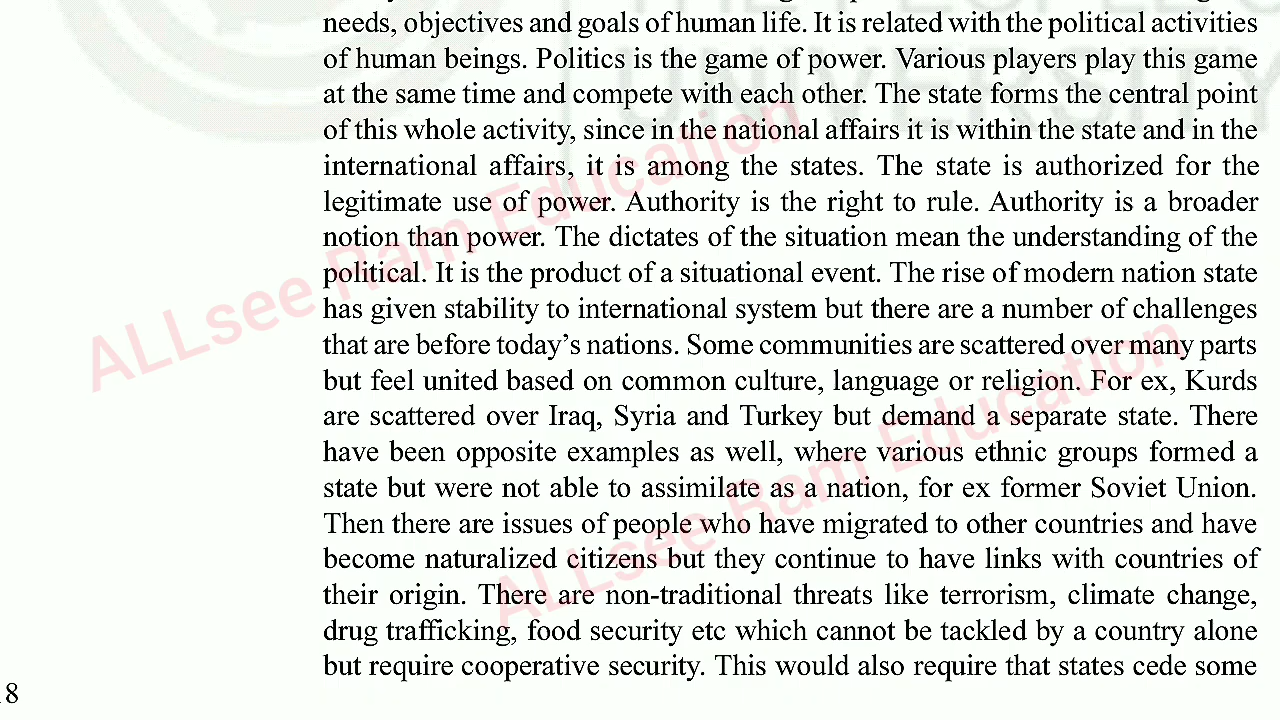 needs, objectives and goals of human life. It is related with the political activities
of human beings. Politics is the game of power. Various players play this game
at the same time and compete with each other. The state forms the central point
of this whole activity, since in the national affairs it is within the state and in the
international affairs, it is among the states. The state is authorized for the
legitimate use of power. Authority is the right to rule. Authority is a broader
notion than power. The dictates of the situation mean the understanding of the
political. It is the product of a situational event. The rise of modern nation state
has given stability to international system but there are a number of challenges
that are before today's nations. Some communities are scattered over many parts
but feel united based on common culture, language or religion. For ex, Kurds
are scattered over Iraq, Syria and Turkey but demand a separate state. There
have been opposite examples as well, where various ethnic groups formed a
state but were not able to assimilate as a nation, for ex former Soviet Union.
Then there are issues of people who have migrated to other countries and have
become naturalized citizens but they continue to have links with countries of
their origin. There are non-traditional threats like terrorism, climate change,
drug trafficking, food security etc which cannot be tackled by a country alone
but require cooperative security. This would also require that states cede some
8
ALLsee Ram Education
ALLsee Ram Education
UNIVERSITY